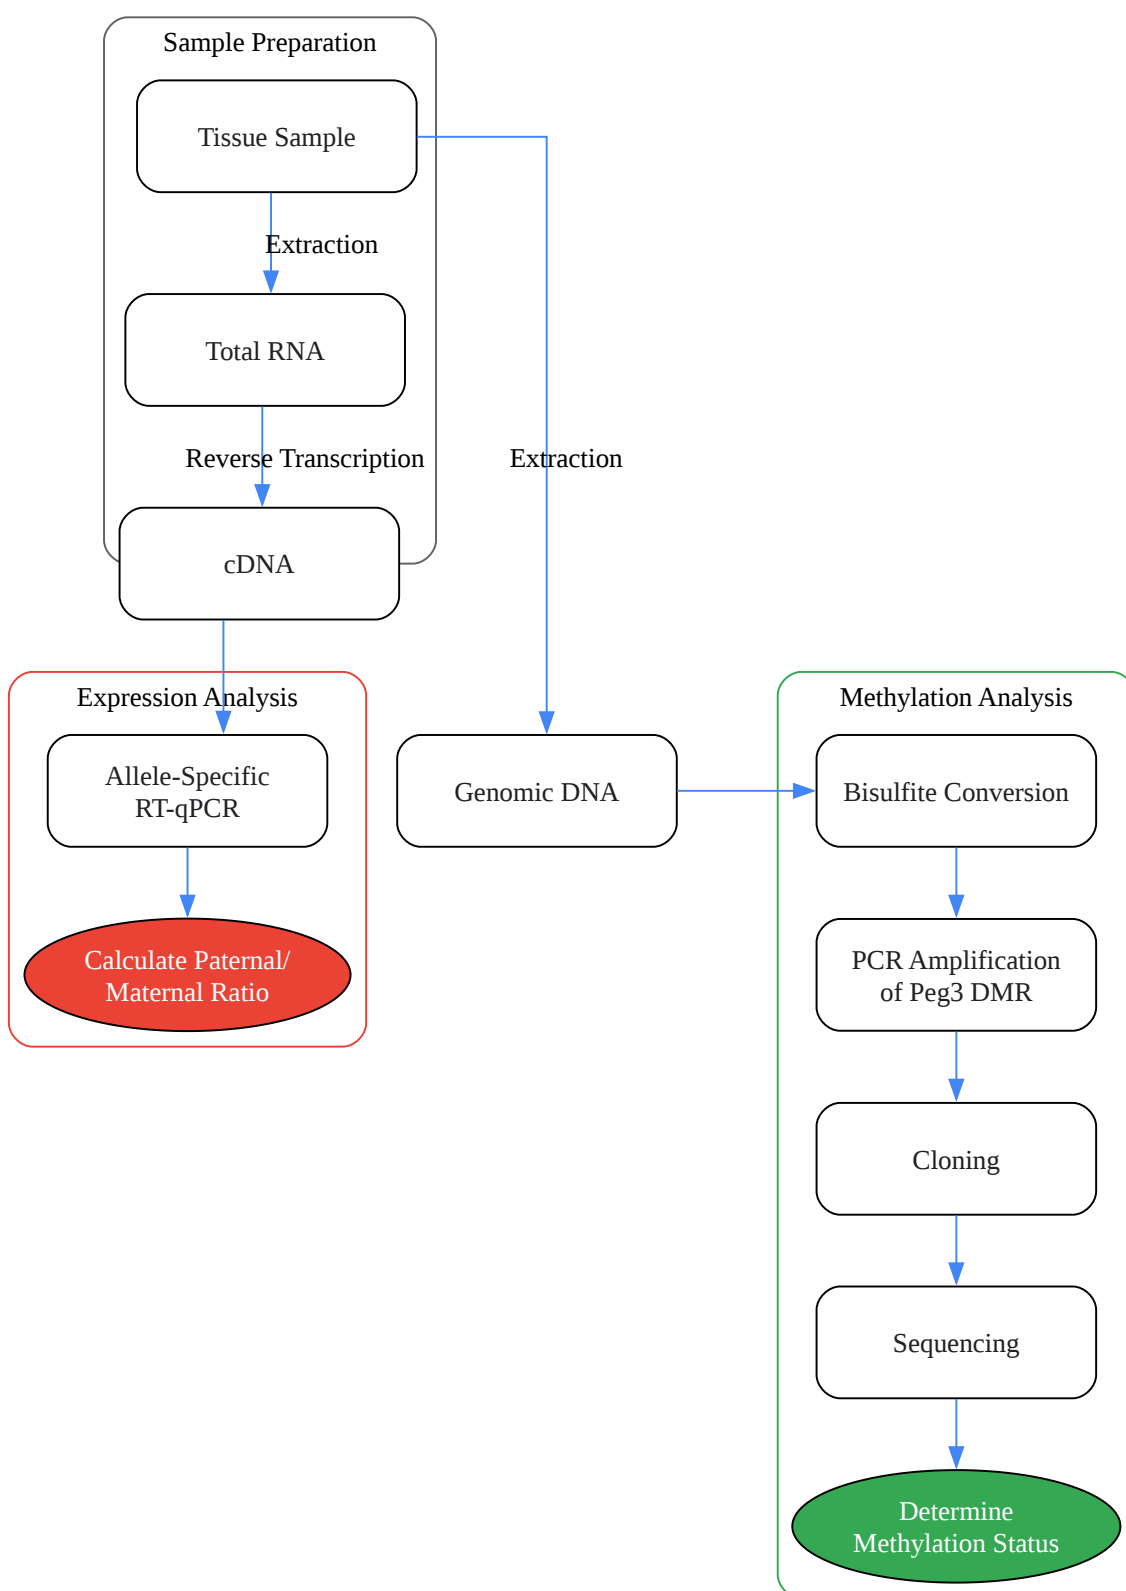 Sample Preparation
Tissue Sample
Extraction
Total RNA
Reverse Transcription
Extraction
cDNA
Expression Analysis
Allele-Specific
RT-qPCR
Calculate Paternal/
Maternal Ratio
Genomic DNA
Methylation Analysis
Bisulfite Conversion
PCR Amplification
of Peg3 DMR
Cloning
Sequencing
Determine
Methylation Status